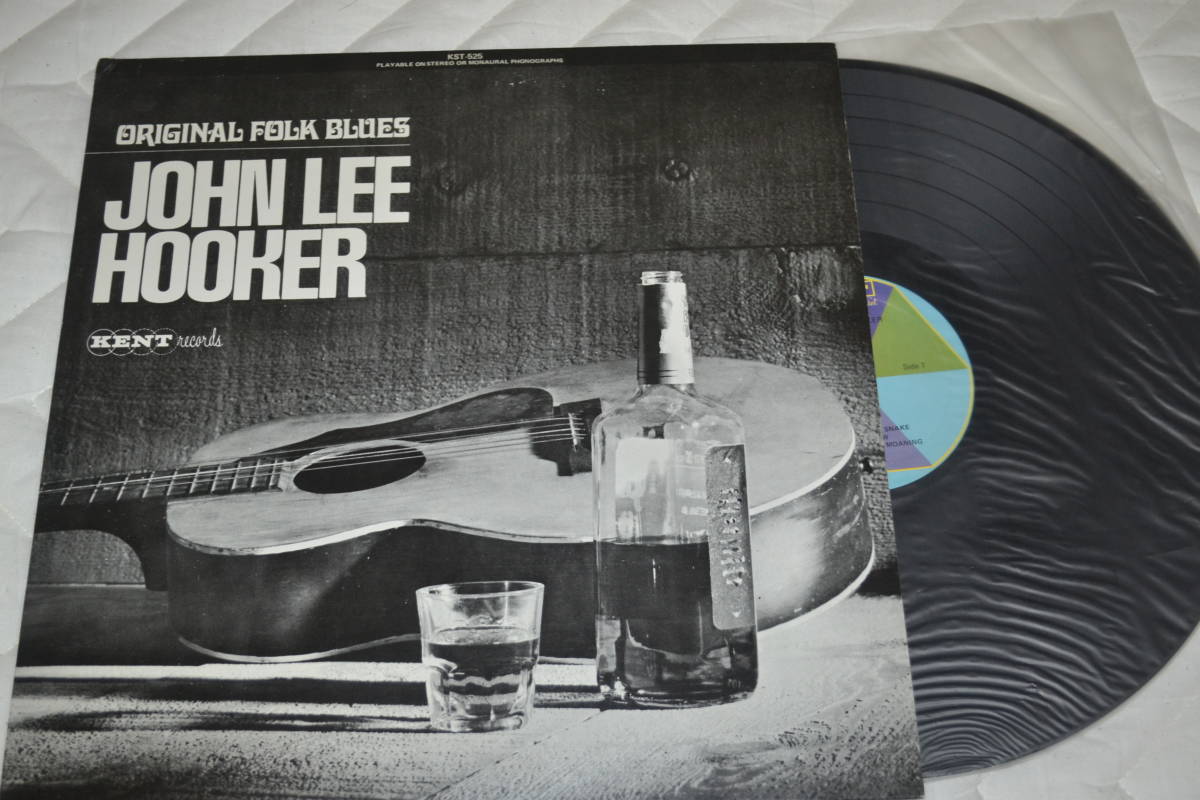 KST-525
PLAYABLE ON STEREO OR MONAURAL PHONOGRAPHS
ORIGINAL FOLK BLUES
JOHN LEE
HOOKER
KENT records
Side 1
SNAKE
MOANING